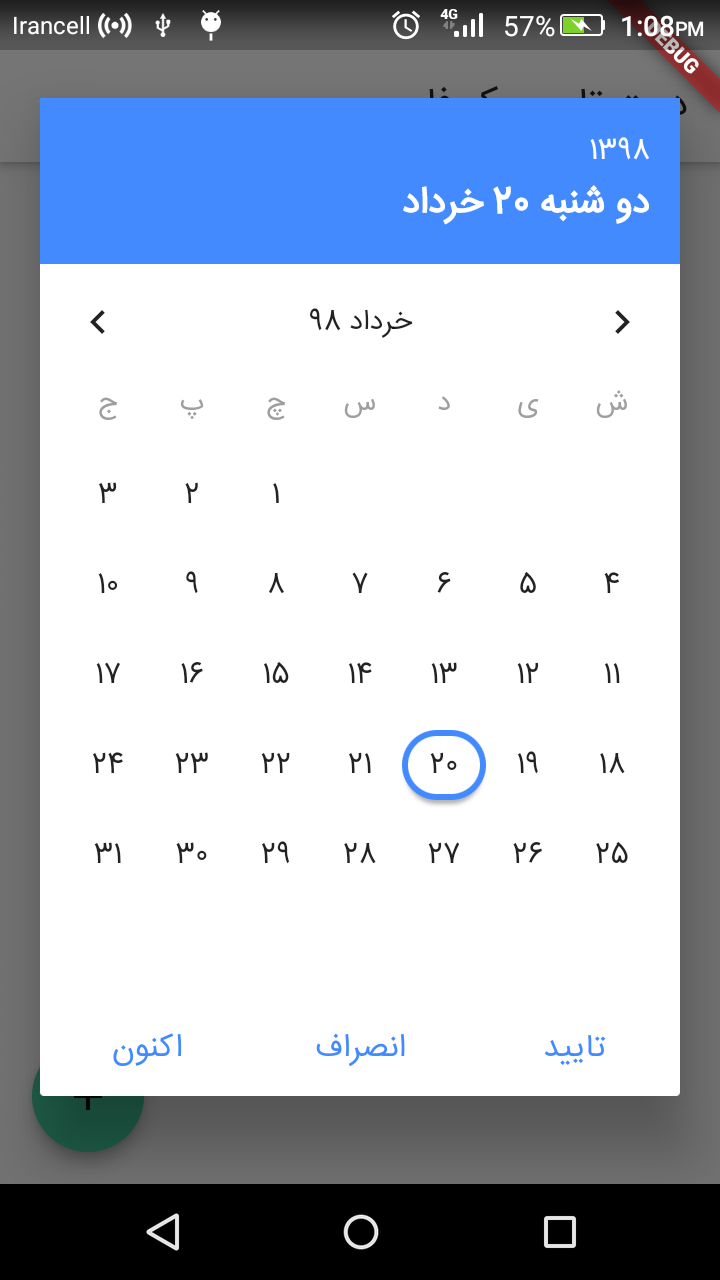 Irancell 4G 57% 1:08PM
DEBUG
۱۳۹۸
دو شنبه ۲۰ خرداد
خرداد ۹۸
ش ی د س چ پ ج
۱ ۲ ۳
۴ ۵ ۶ ۷ ۸ ۹ ۱۰
۱۱ ۱۲ ۱۳ ۱۴ ۱۵ ۱۶ ۱۷
۱۸ ۱۹ ۲۰ ۲۱ ۲۲ ۲۳ ۲۴
۲۵ ۲۶ ۲۷ ۲۸ ۲۹ ۳۰ ۳۱
تایید انصراف اکنون